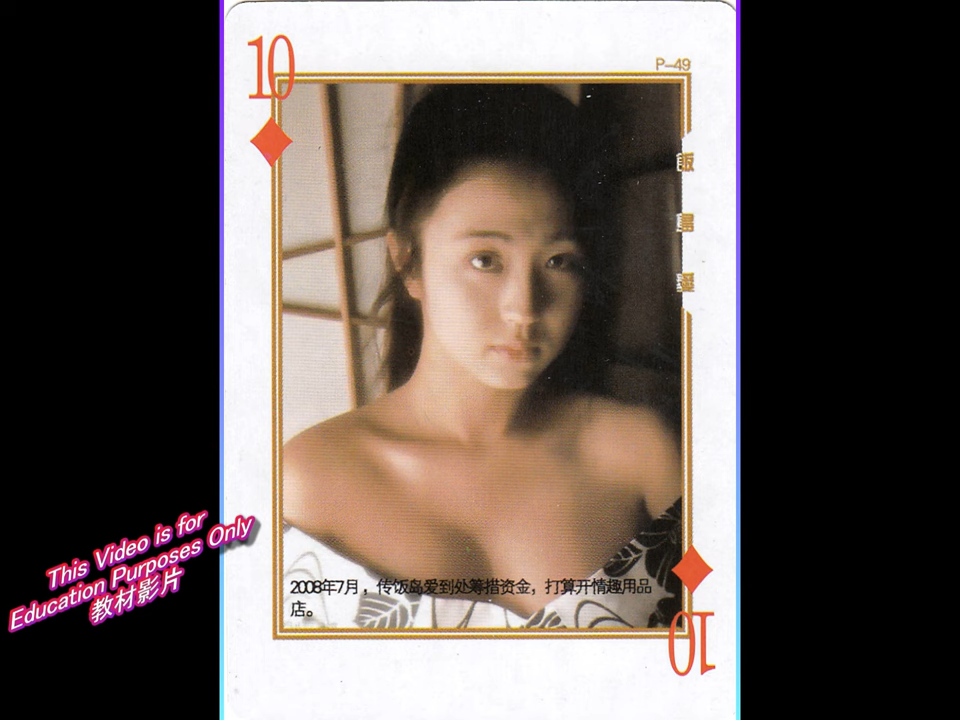 10
P-49
飯
島
愛
2008年7月，传饭岛爱到处筹措资金，打算开情趣用品
店。
This Video is for
Education Purposes Only
教材影片
10